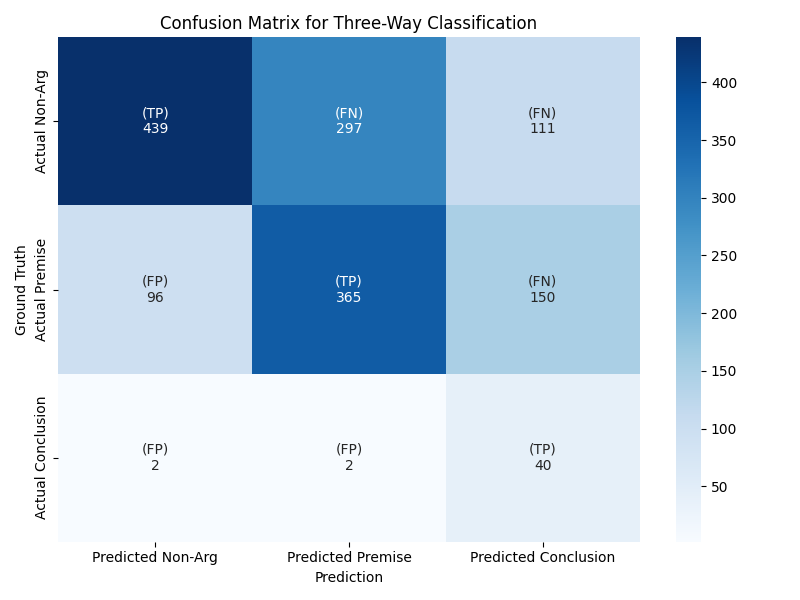 Confusion Matrix for Three-Way Classification
Ground Truth
Actual Non-Arg
(TP)
439
(FN)
297
(FN)
111
Actual Premise
(FP)
96
(TP)
365
(FN)
150
Actual Conclusion
(FP)
2
(FP)
2
(TP)
40
Predicted Non-Arg
Predicted Premise
Predicted Conclusion
Prediction
400
350
300
250
200
150
100
50